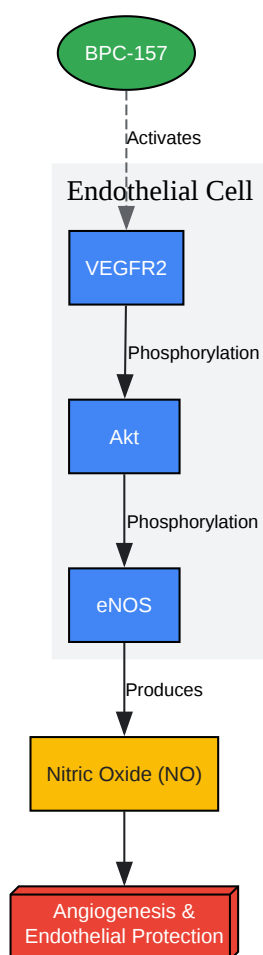 BPC-157
Activates
Endothelial Cell
VEGFR2
Phosphorylation
Akt
Phosphorylation
eNOS
Produces
Nitric Oxide (NO)
Angiogenesis &
Endothelial Protection